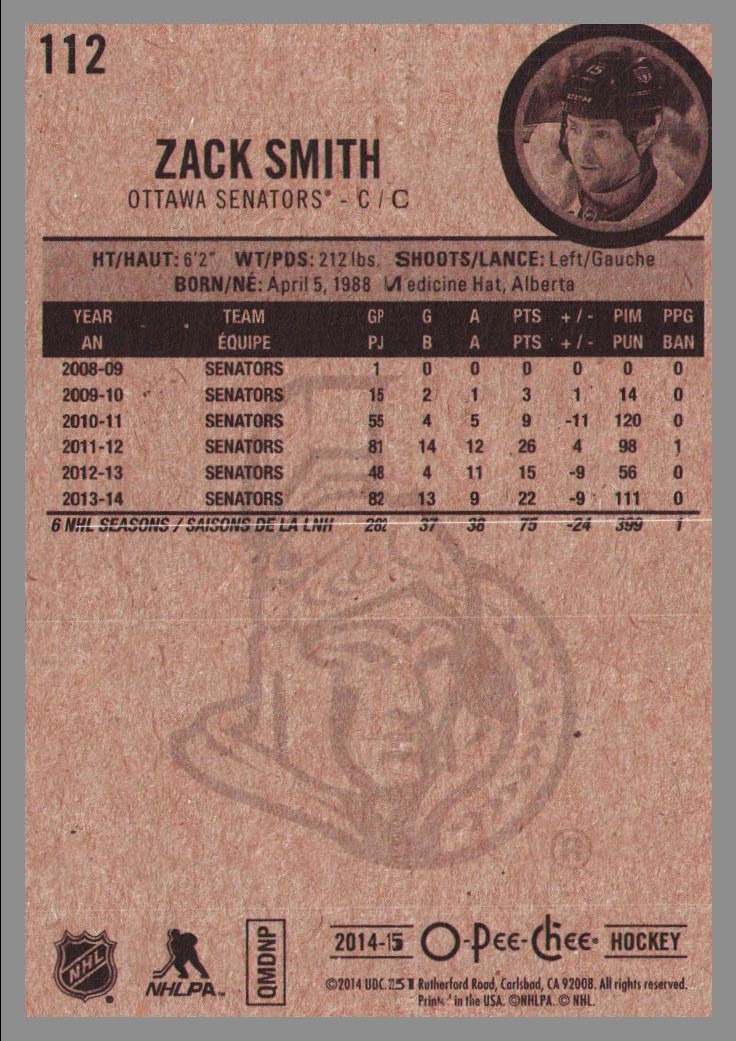 112
15
CCM
ZACK SMITH
OTTAWA SENATORS® - C / C
HT/HAUT: 6'2" WT/PDS: 212 lbs. SHOOTS/LANCE: Left/Gauche
BORN/NÉ: April 5, 1988 Medicine Hat, Alberta
YEAR TEAM GP G A PTS +/- PIM PPG
AN ÉQUIPE PJ B A PTS +/- PUN BAN
2008-09 SENATORS 1 0 0 0 0 0 0
2009-10 SENATORS 15 2 1 3 1 14 0
2010-11 SENATORS 55 4 5 9 -11 120 0
2011-12 SENATORS 81 14 12 26 4 98 1
2012-13 SENATORS 48 4 11 15 -9 56 0
2013-14 SENATORS 82 13 9 22 -9 111 0
6 NHL SEASONS / SAISONS DE LA LNH 282 37 38 75 -24 399 1
®
NHL
NHLPA™
QMDNP
2014-15 O-Pee-Chee® HOCKEY
©2014 UDC. Rutherford Road, Carlsbad, CA 92008. All rights reserved.
in the USA. ©NHLPA. © NHL.